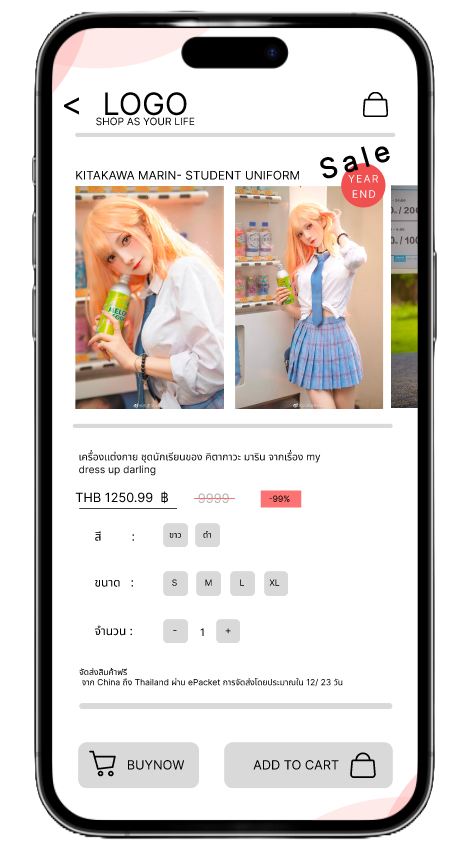 <
LOGO
SHOP AS YOUR LIFE
Sale
YEAR
END
KITAKAWA MARIN- STUDENT UNIFORM
MELO
เครื่องแต่งกาย ชุดนักเรียนของ คิตากาวะ มาริน จากเรื่อง my
dress up darling
THB 1250.99 ฿ 9999 -99%
สี : ขาว ดำ
ขนาด : S M L XL
จำนวน : - 1 +
จัดส่งสินค้าฟรี
จาก China ถึง Thailand ผ่าน ePacket การจัดส่งโดยประมาณใน 12/ 23 วัน
BUYNOW ADD TO CART